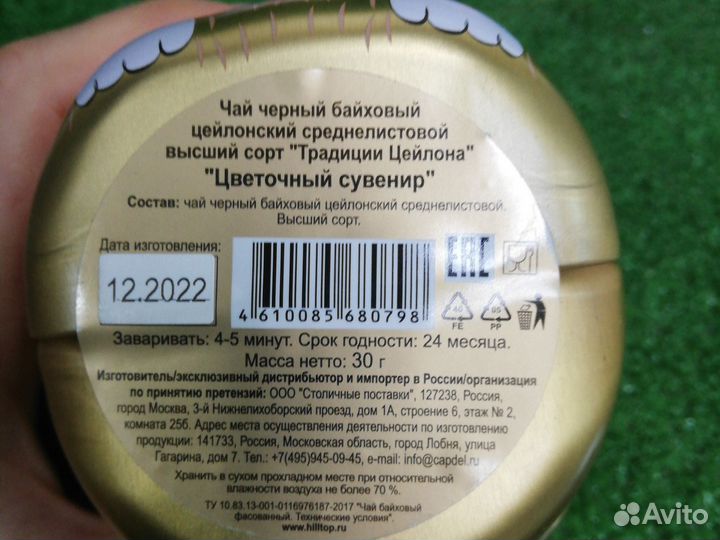 Чай черный байховый
цейлонский среднелистовой
высший сорт "Традиции Цейлона"
"Цветочный сувенир"
Состав: чай черный байховый цейлонский среднелистовой.
Высший сорт.
Дата изготовления:
12.2022
4 610085 680798
EAC
40
FE
05
PP
Заваривать: 4-5 минут. Срок годности: 24 месяца.
Масса нетто: 30 г
Изготовитель/эксклюзивный дистрибьютор и импортер в России/организация
по принятию претензий: ООО "Столичные поставки", 127238, Россия,
город Москва, 3-й Нижнелихоборский проезд, дом 1А, строение 6, этаж № 2,
комната 25б. Адрес места осуществления деятельности по изготовлению
продукции: 141733, Россия, Московская область, город Лобня, улица
Гагарина, дом 7. Тел.: +7(495)945-09-45, e-mail: info@capdel.ru
Хранить в сухом прохладном месте при относительной
влажности воздуха не более 70 %.
ТУ 10.83.13-001-0116976187-2017 "Чай байховый
фасованный. Технические условия".
www.hilltop.ru
Avito